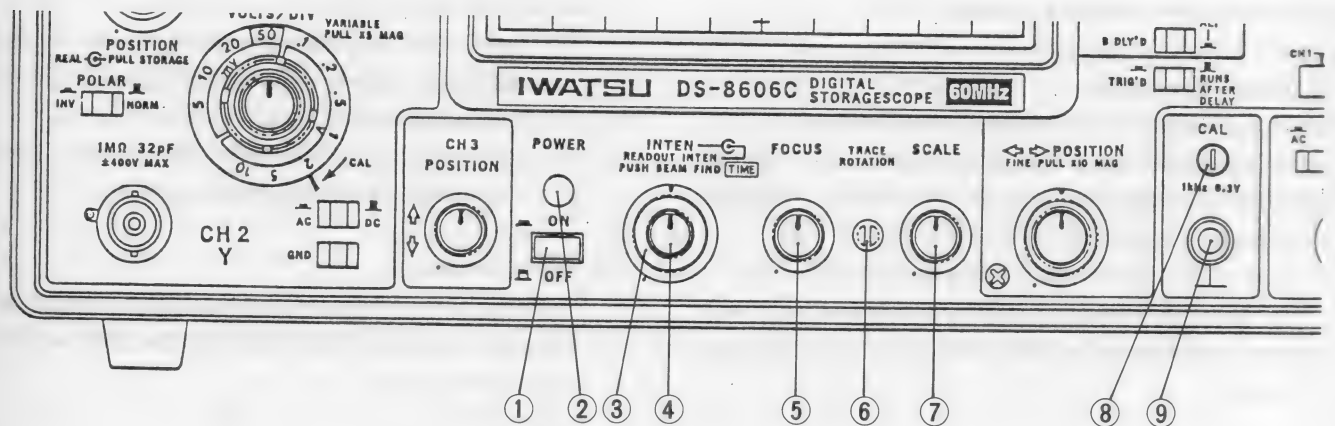 VOLTS/DIV
VARIABLE
PULL X5 MAG
POSITION
REAL PULL STORAGE
POLAR
INV NORM
5 10 20 50 .1 .2 .5 1 2 5 10
mV
V
CAL
1MΩ 32pF
±400V MAX
CH 2
Y
AC DC
GND
IWATSU DS-8606C DIGITAL STORAGESCOPE 60MHz
CH 3
POSITION
POWER
ON
OFF
INTEN
READOUT INTEN
PUSH BEAM FIND TIME
FOCUS
TRACE
ROTATION
SCALE
POSITION
FINE PULL X10 MAG
B DLY'D
TRIG'D
RUNS
AFTER
DELAY
CAL
1kHz 0.3V
CH1
AC
① ② ③ ④ ⑤ ⑥ ⑦ ⑧ ⑨